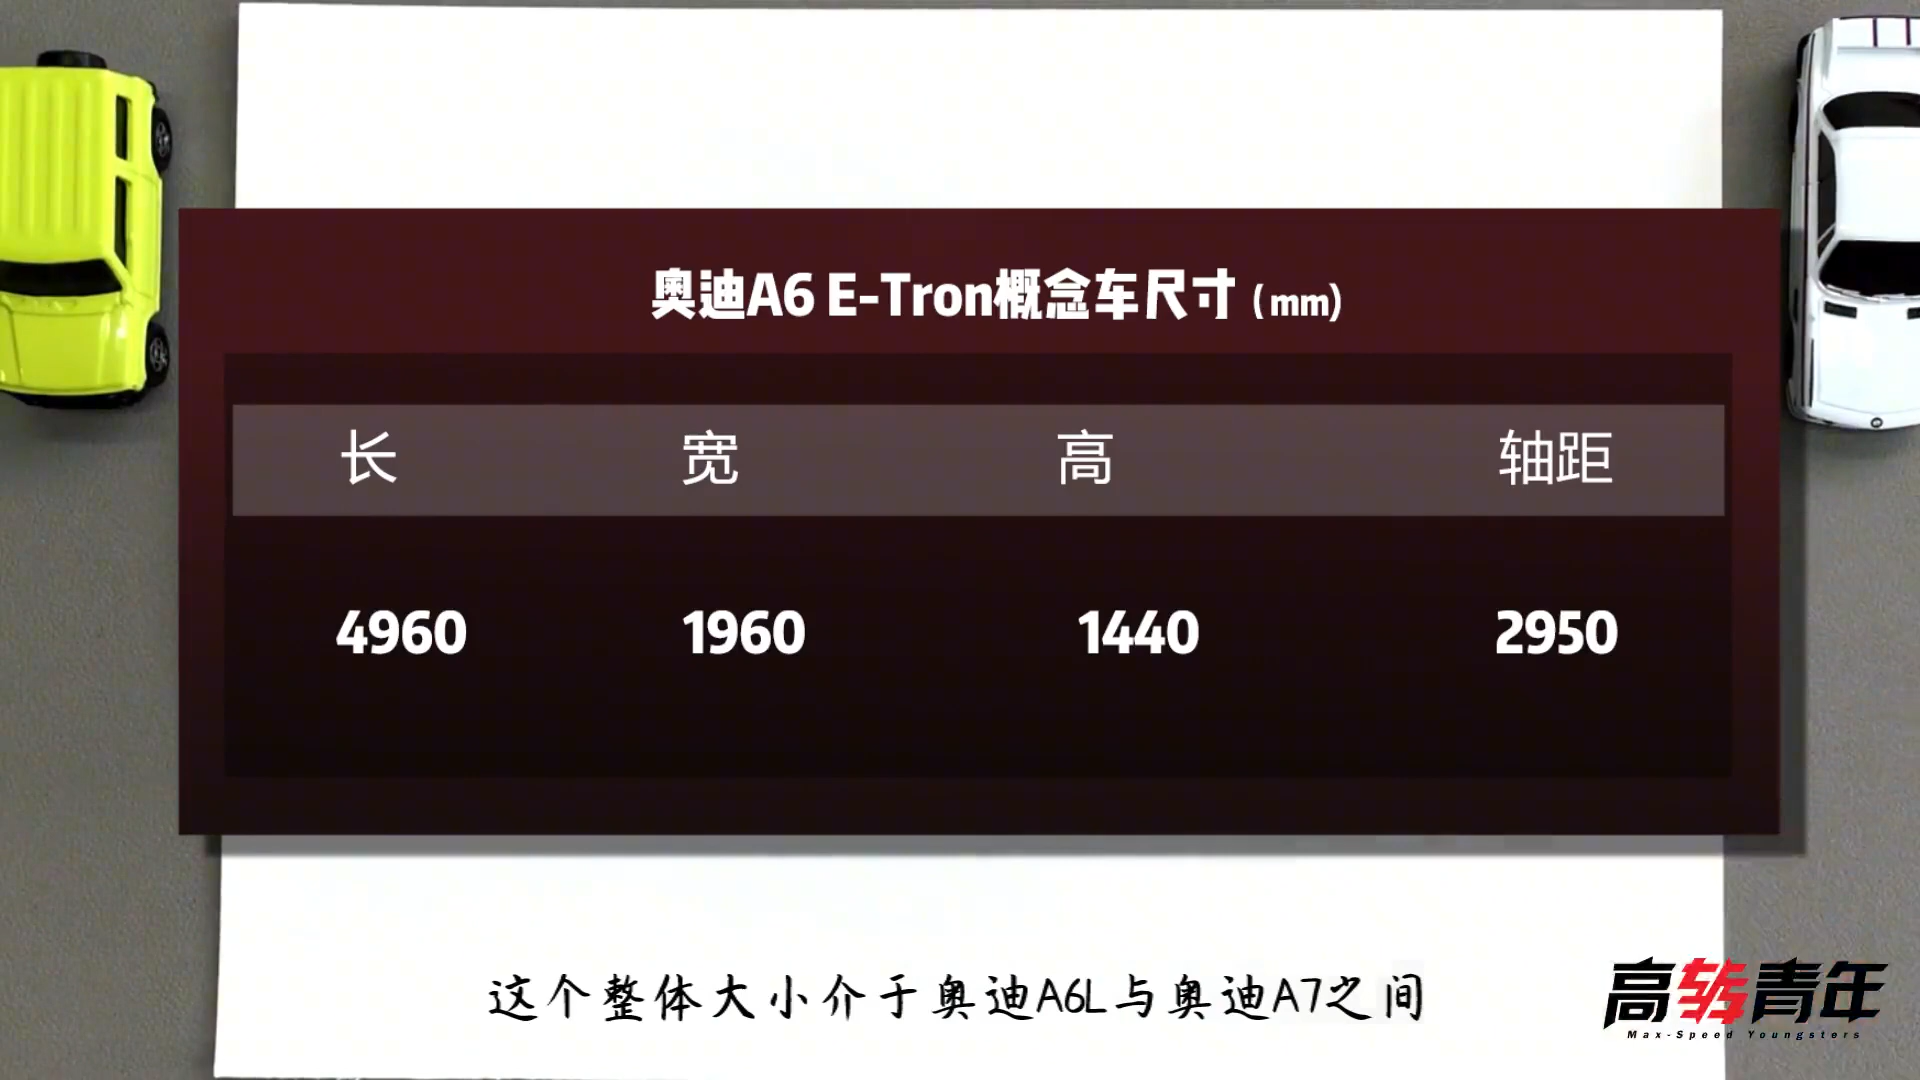 奥迪A6 E-Tron概念车尺寸 (mm)
长 宽 高 轴距
4960 1960 1440 2950
这个整体大小介于奥迪A6L与奥迪A7之间
高转青年
Max-Speed Youngsters